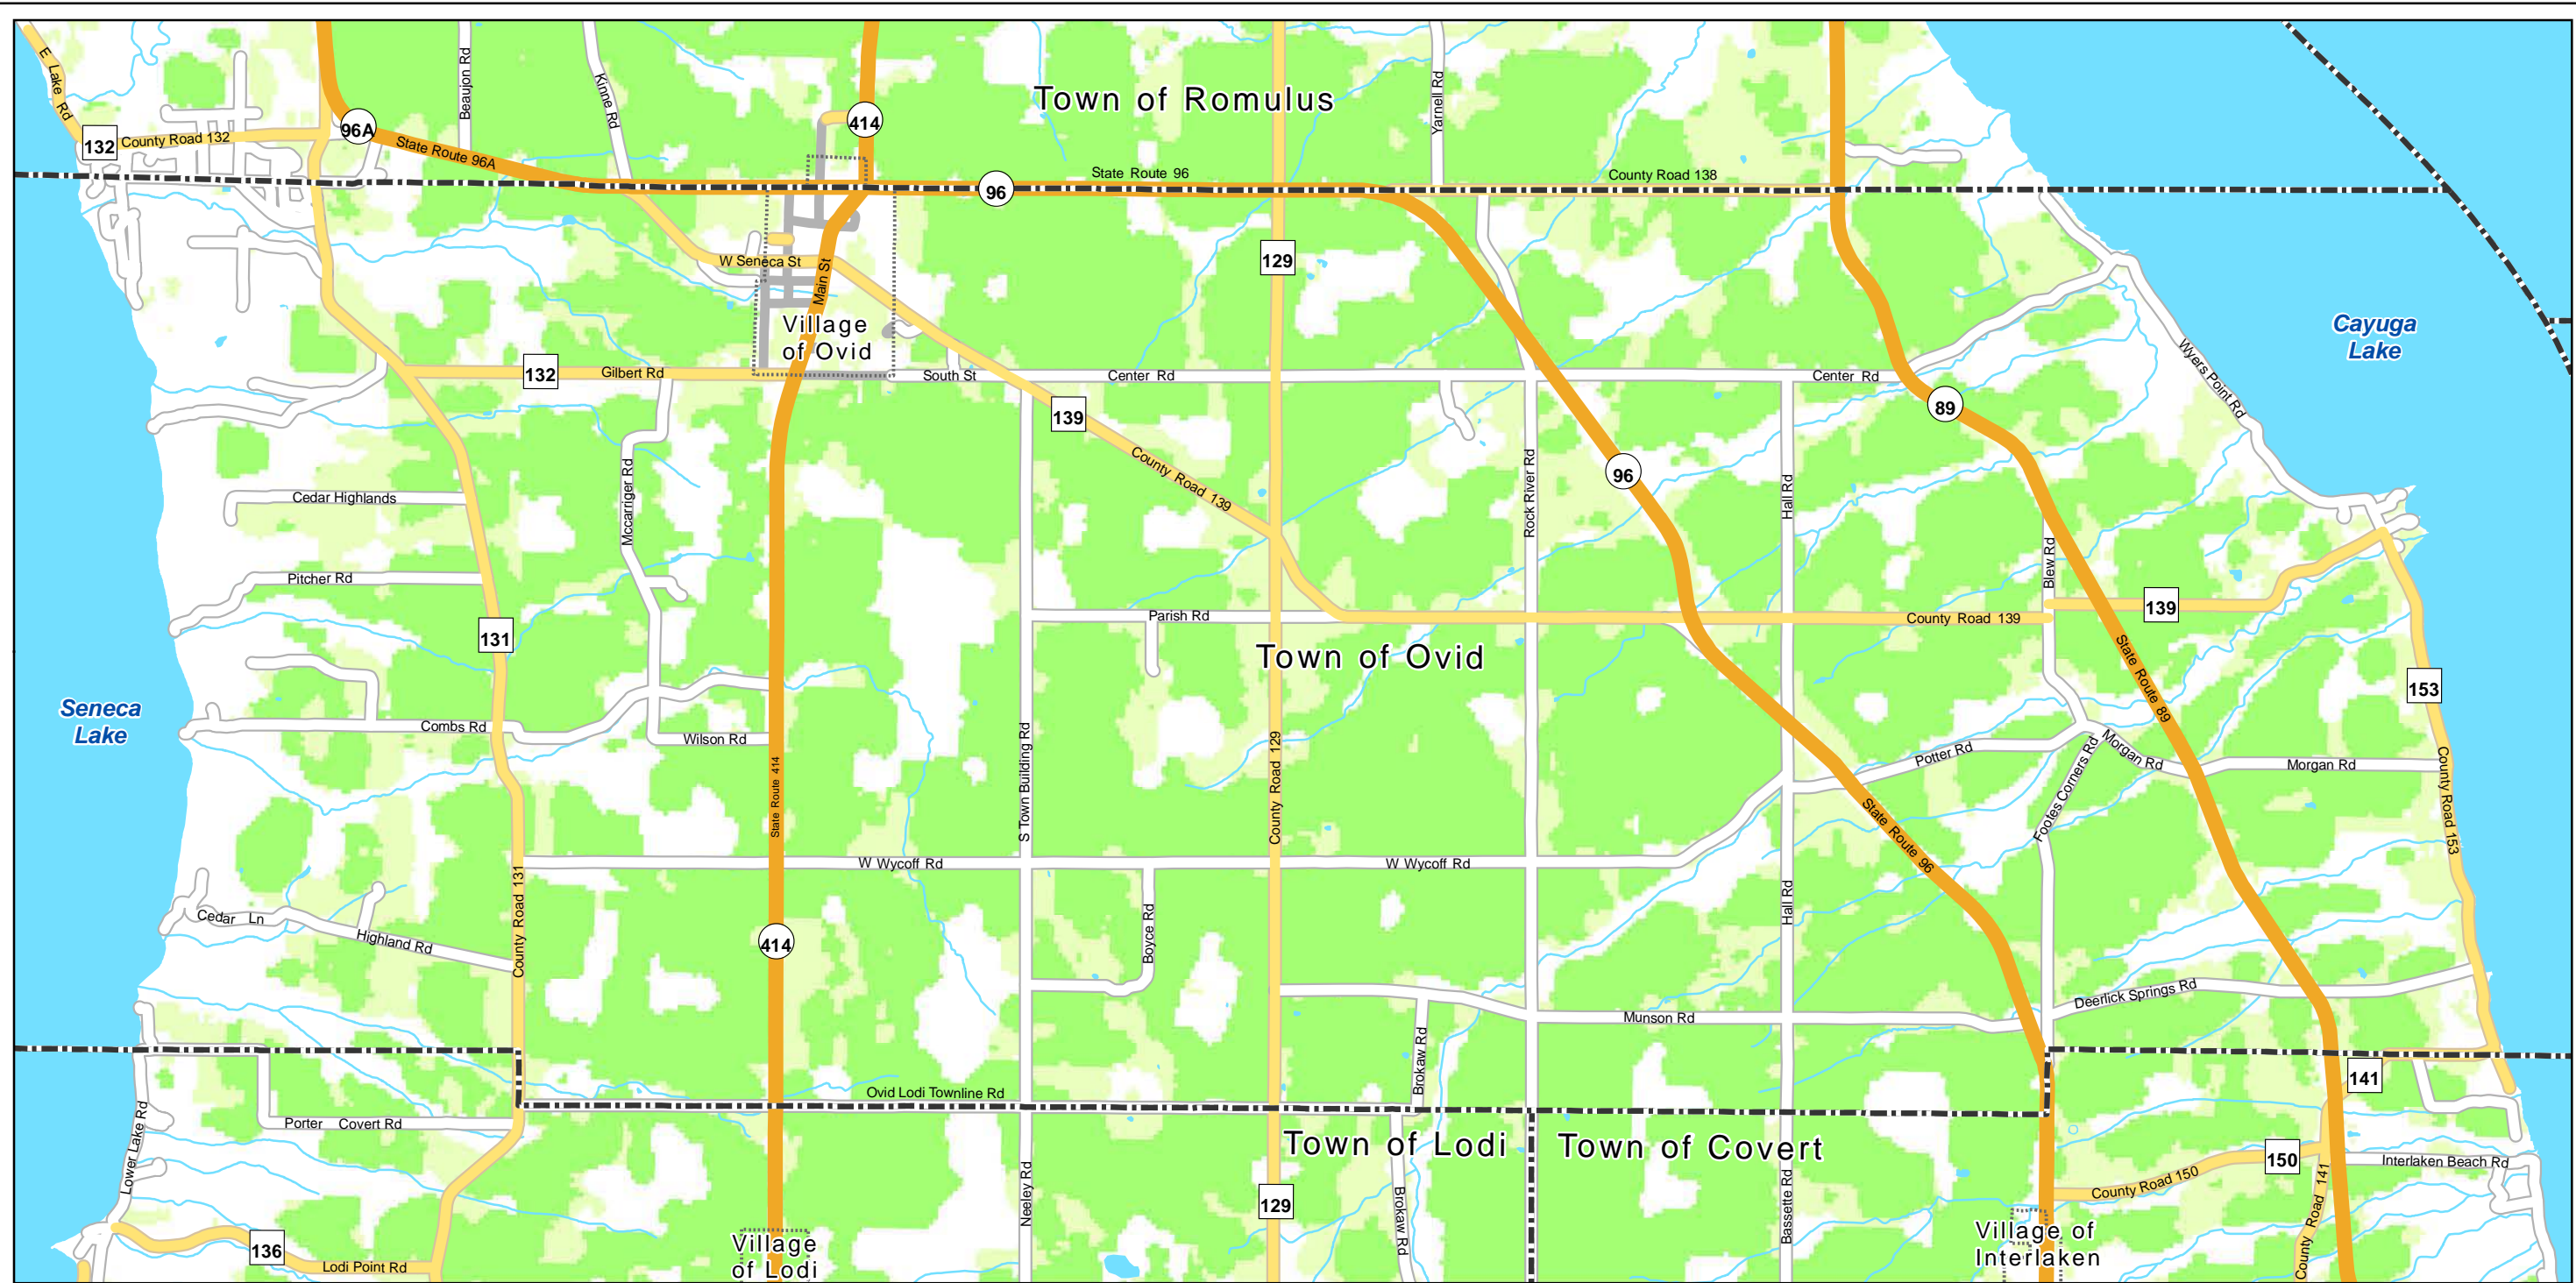 E Lake Rd
Beaujon Rd
Kinne Rd
Town of Romulus
Yarnell Rd
96A
414
132
County Road 132
State Route 96A
State Route 96
96
County Road 138
W Seneca St
Main St
129
Village
of Ovid
Cayuga
Lake
Wyers Point Rd
132
Gilbert Rd
South St
Center Rd
Center Rd
89
139
County Road 139
96
Rock River Rd
Hall Rd
Cedar Highlands
Mccarriger Rd
Blew Rd
Pitcher Rd
131
Parish Rd
County Road 139
139
Town of Ovid
State Route 89
153
Seneca
Lake
Combs Rd
Wilson Rd
State Route 414
S Town Building Rd
County Road 129
Potter Rd
Morgan Rd
Morgan Rd
Footes Corners Rd
County Road 153
State Route 96
W Wycoff Rd
W Wycoff Rd
County Road 131
Cedar Ln
Highland Rd
414
Boyce Rd
Hall Rd
Deerlick Springs Rd
Munson Rd
Brokaw Rd
Ovid Lodi Townline Rd
141
Lower Lake Rd
Porter Covert Rd
Town of Lodi
Town of Covert
Neeley Rd
129
Brokaw Rd
Bassette Rd
County Road 150
150
County Road 141
Interlaken Beach Rd
136
Lodi Point Rd
Village
of Lodi
Village of
Interlaken